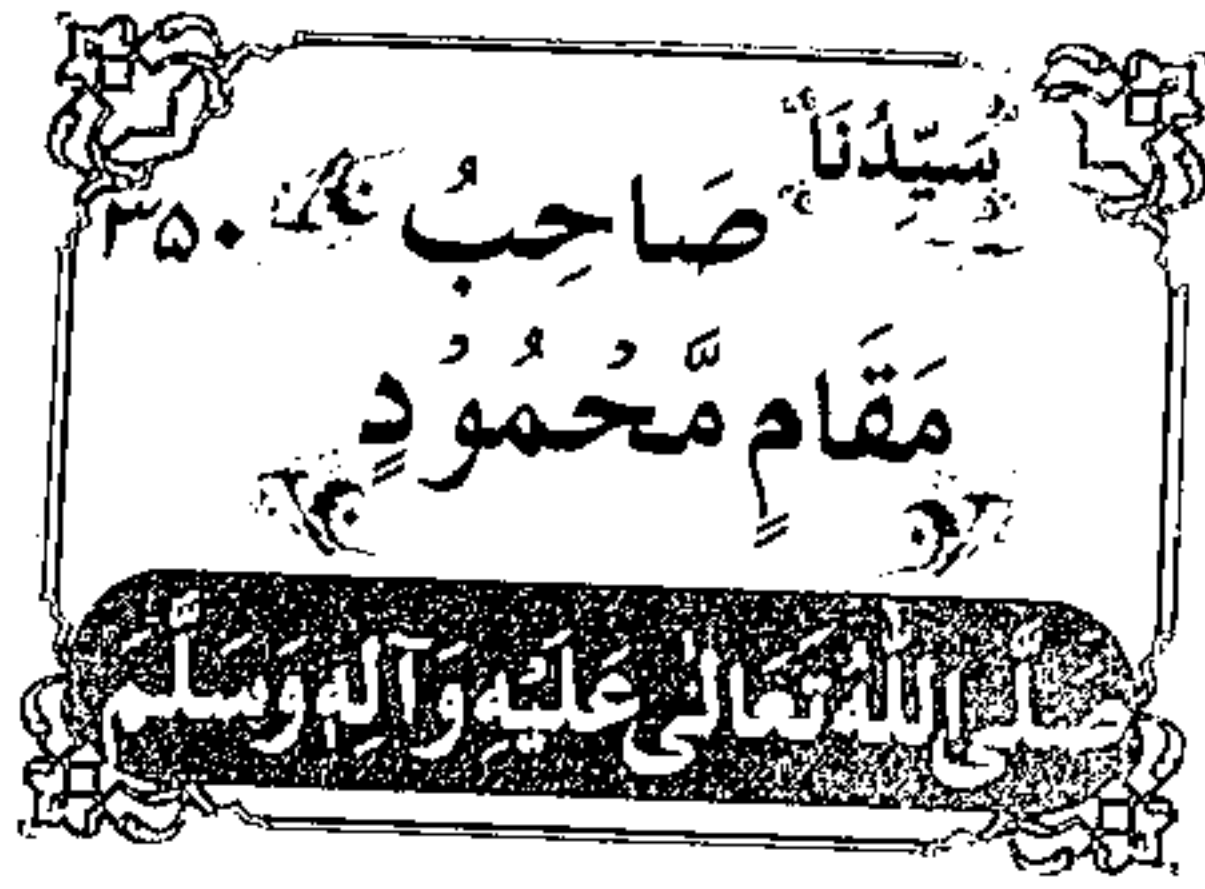 سَيِّدُنَا صَاحِبُ ۳۵۰
مَقَامٍ مَّحْمُوْدٍ
صَلَّى اللّٰهُ تَعَالٰى عَلَيْهِ وَآلِهٖ وَسَلَّمَ